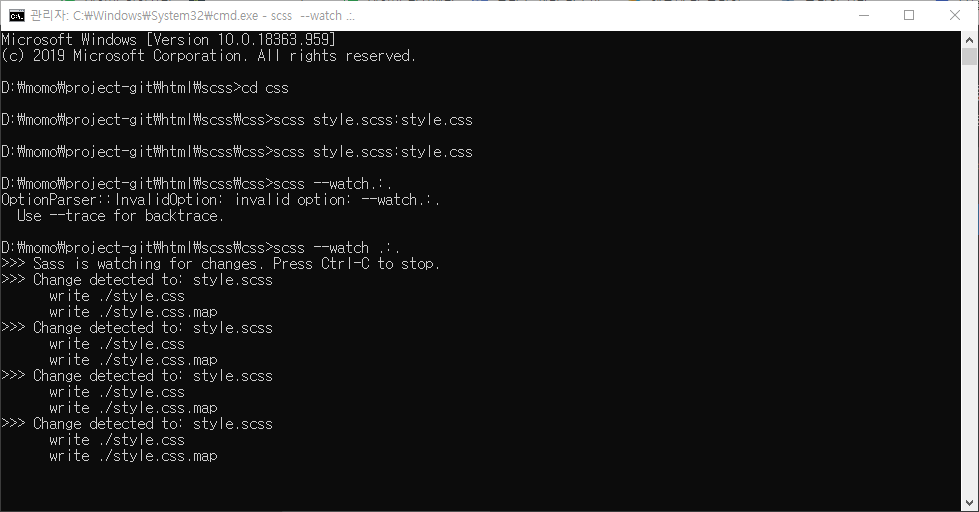 관리자: C:₩Windows₩System32₩cmd.exe - scss  --watch .:.
Microsoft Windows [Version 10.0.18363.959]
(c) 2019 Microsoft Corporation. All rights reserved.
D:₩momo₩project-git₩html₩scss>cd css
D:₩momo₩project-git₩html₩scss₩css>scss style.scss:style.css
D:₩momo₩project-git₩html₩scss₩css>scss style.scss:style.css
D:₩momo₩project-git₩html₩scss₩css>scss --watch.:.
OptionParser::InvalidOption: invalid option: --watch.:.
  Use --trace for backtrace.
D:₩momo₩project-git₩html₩scss₩css>scss --watch .:.
>>> Sass is watching for changes. Press Ctrl-C to stop.
>>> Change detected to: style.scss
      write ./style.css
      write ./style.css.map
>>> Change detected to: style.scss
      write ./style.css
      write ./style.css.map
>>> Change detected to: style.scss
      write ./style.css
      write ./style.css.map
>>> Change detected to: style.scss
      write ./style.css
      write ./style.css.map